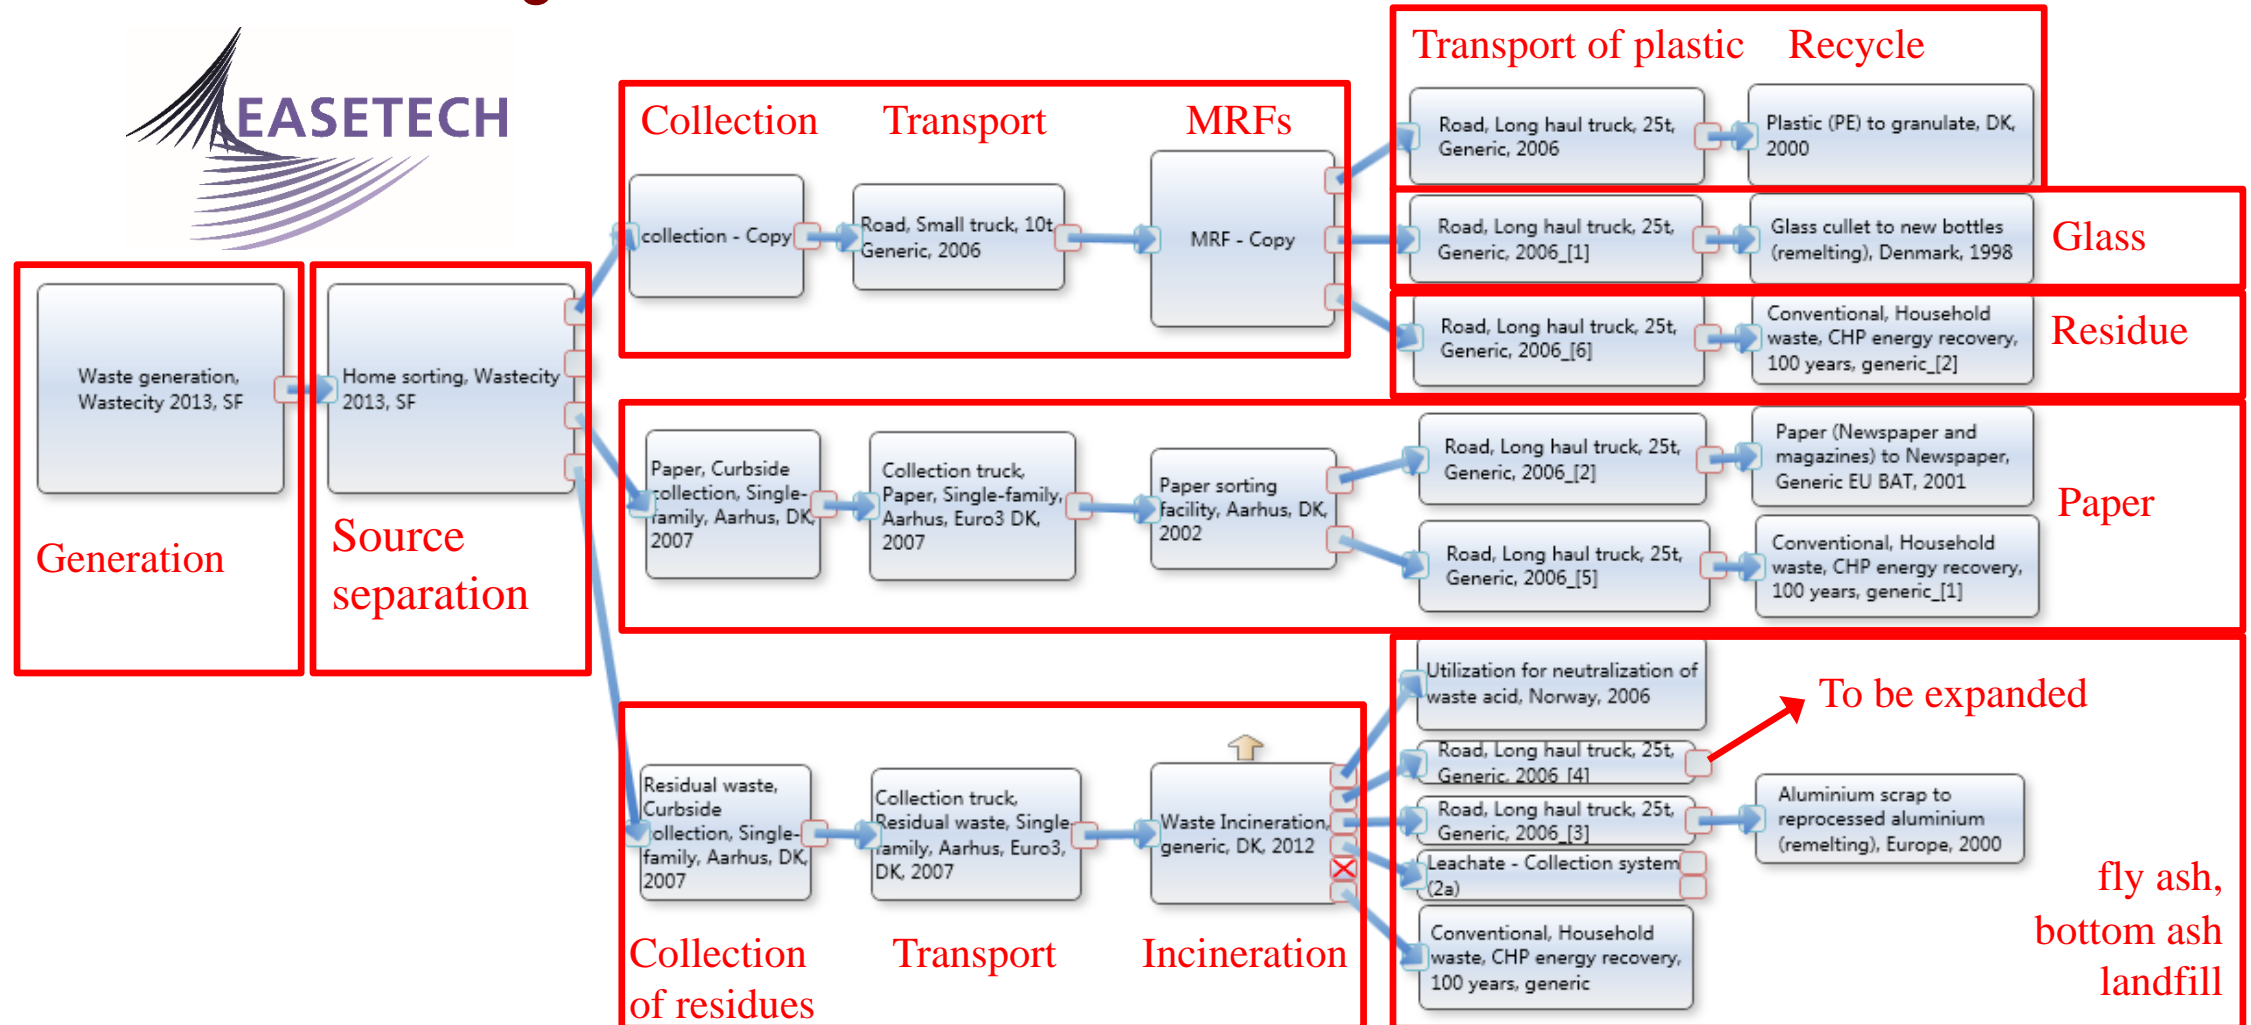 EASETECH
Generation
Waste generation,
Wastecity 2013, SF
Source
separation
Home sorting, Wastecity
2013, SF
Collection
Transport
MRFs
collection - Copy
Road, Small truck, 10t,
Generic, 2006
MRF - Copy
Transport of plastic
Recycle
Road, Long haul truck, 25t,
Generic, 2006
Plastic (PE) to granulate, DK,
2000
Road, Long haul truck, 25t,
Generic, 2006_[1]
Glass cullet to new bottles
(remelting), Denmark, 1998
Glass
Road, Long haul truck, 25t,
Generic, 2006_[6]
Conventional, Household
waste, CHP energy recovery,
100 years, generic_[2]
Residue
Paper, Curbside
collection, Single-
family, Aarhus, DK,
2007
Collection truck,
Paper, Single-family,
Aarhus, Euro3 DK,
2007
Paper sorting
facility, Aarhus, DK,
2002
Road, Long haul truck, 25t,
Generic, 2006_[2]
Paper (Newspaper and
magazines) to Newspaper,
Generic EU BAT, 2001
Road, Long haul truck, 25t,
Generic, 2006_[5]
Conventional, Household
waste, CHP energy recovery,
100 years, generic_[1]
Paper
Residual waste,
Curbside
collection, Single-
family, Aarhus, DK,
2007
Collection truck,
Residual waste, Single-
family, Aarhus, Euro3,
DK, 2007
Waste Incineration,
generic, DK, 2012
Collection
of residues
Transport
Incineration
Utilization for neutralization of
waste acid, Norway, 2006
Road, Long haul truck, 25t,
Generic, 2006_[4]
To be expanded
Road, Long haul truck, 25t,
Generic, 2006_[3]
Aluminium scrap to
reprocessed aluminium
(remelting), Europe, 2000
Leachate - Collection system
(2a)
Conventional, Household
waste, CHP energy recovery,
100 years, generic
fly ash,
bottom ash
landfill